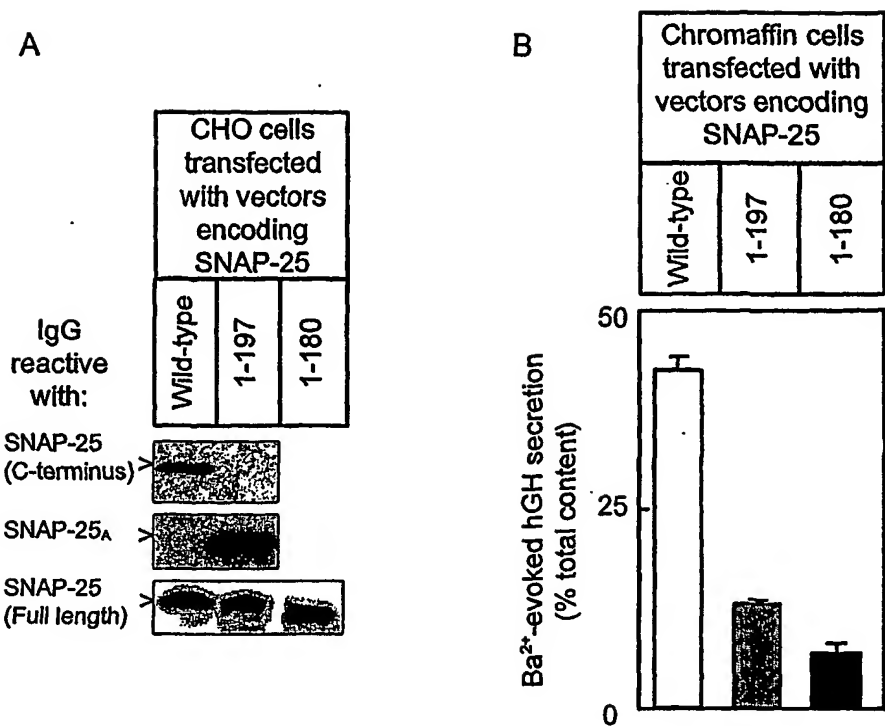 A
CHO cells
transfected
with vectors
encoding
SNAP-25
IgG
reactive
with:
Wild-type
1-197
1-180
SNAP-25
(C-terminus)
>
SNAP-25A
>
SNAP-25
(Full length)
>
B
Chromaffin cells
transfected with
vectors encoding
SNAP-25
Wild-type
1-197
1-180
Ba2+-evoked hGH secretion
(% total content)
50
25
0